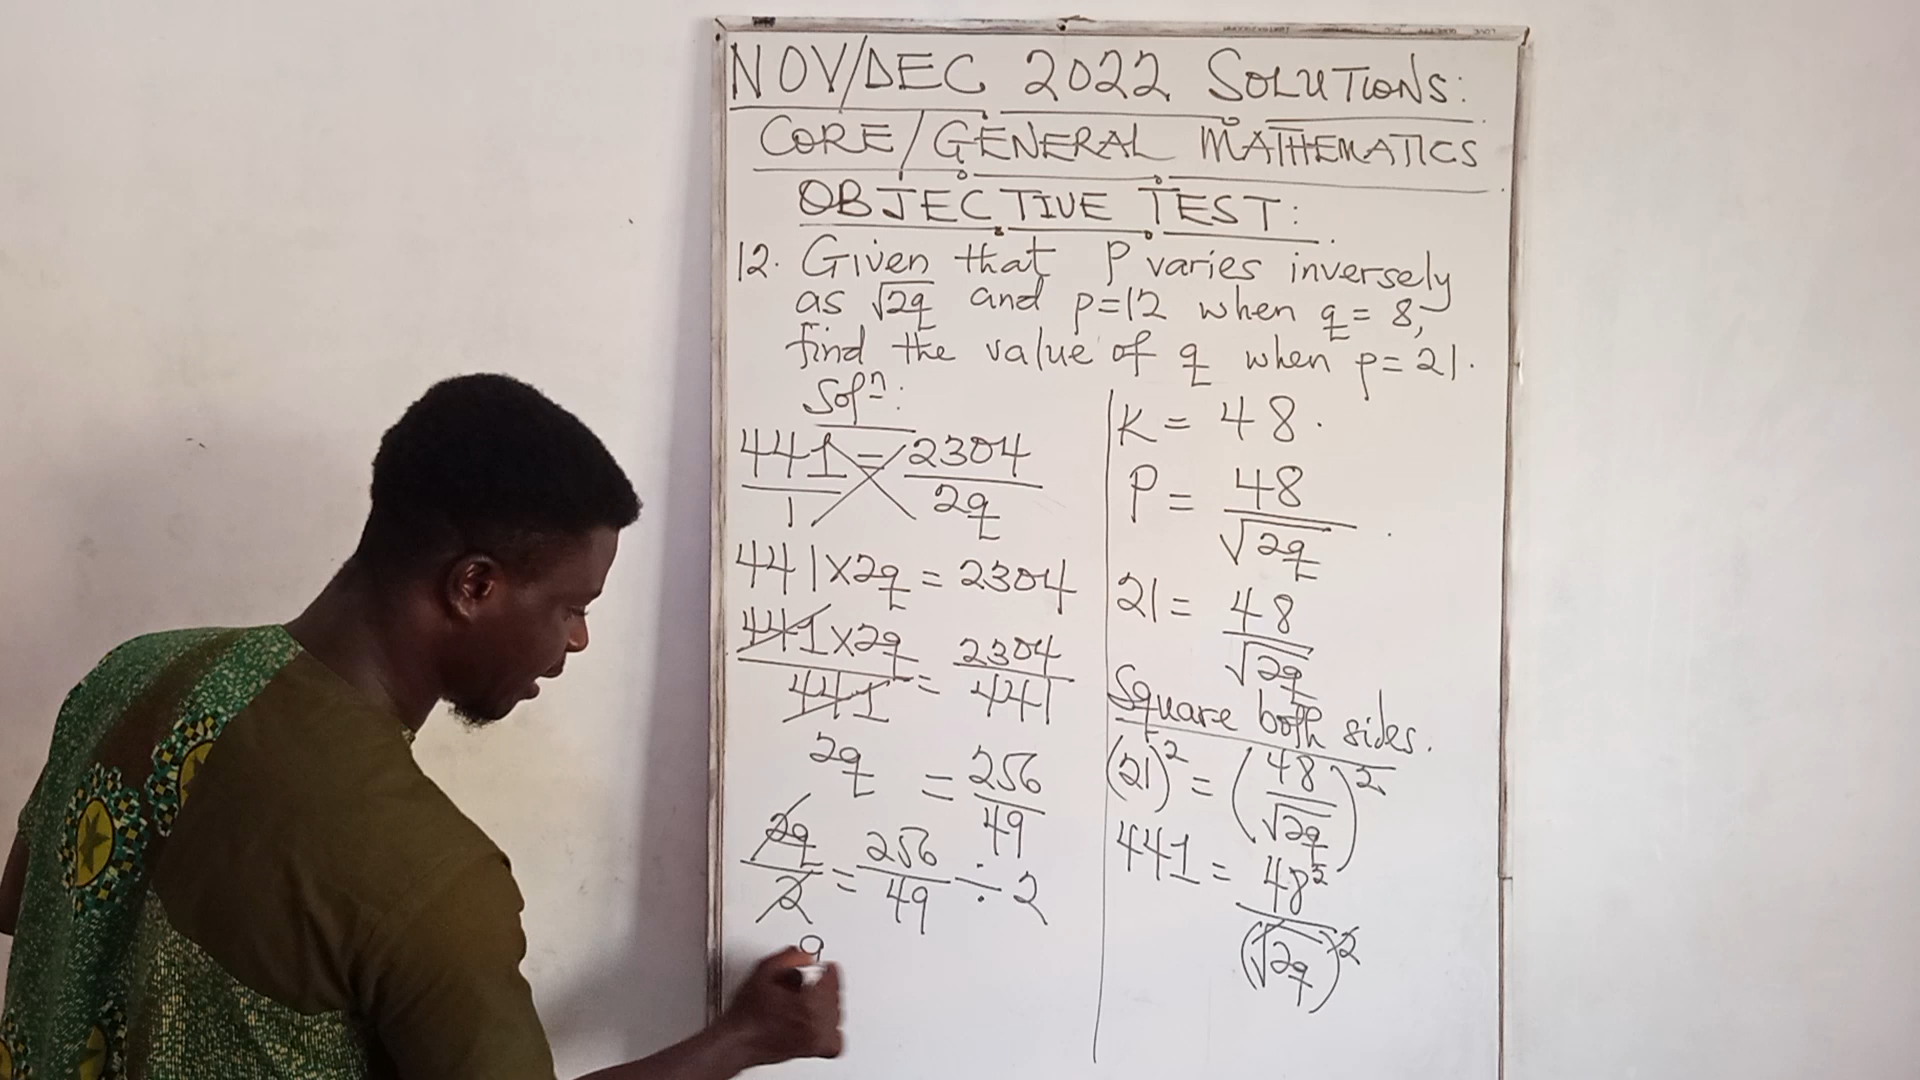 NOV/DEC 2022 SOLUTIONS:
CORE/GENERAL MATHEMATICS
OBJECTIVE TEST:
12. Given that P varies inversely
as √2q and p=12 when q= 8,
find the value of q when p= 21.
Solⁿ:
441/1 = 2304/2q
441×2q = 2304
441×2q/441 = 2304/441
2q = 256/49
2q/2 = 256/49 ÷ 2
q
K = 48.
P = 48/√2q
21 = 48/√2q
Square both sides.
(21)² = (48/√2q)²
441 = 48²/(√2q)²